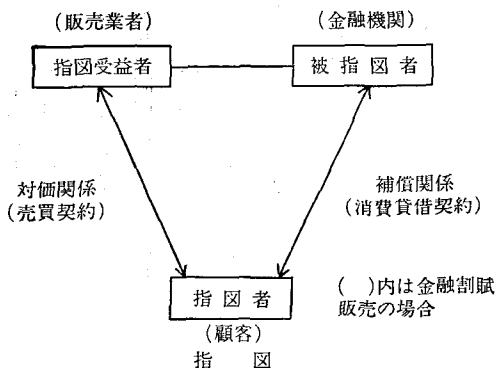 (販売業者)
(金融機関)
指図受益者
被指図者
対価関係
(売買契約)
補償関係
(消費貸借契約)
指図者
(顧客)
( )内は金融割賦
販売の場合
指 図